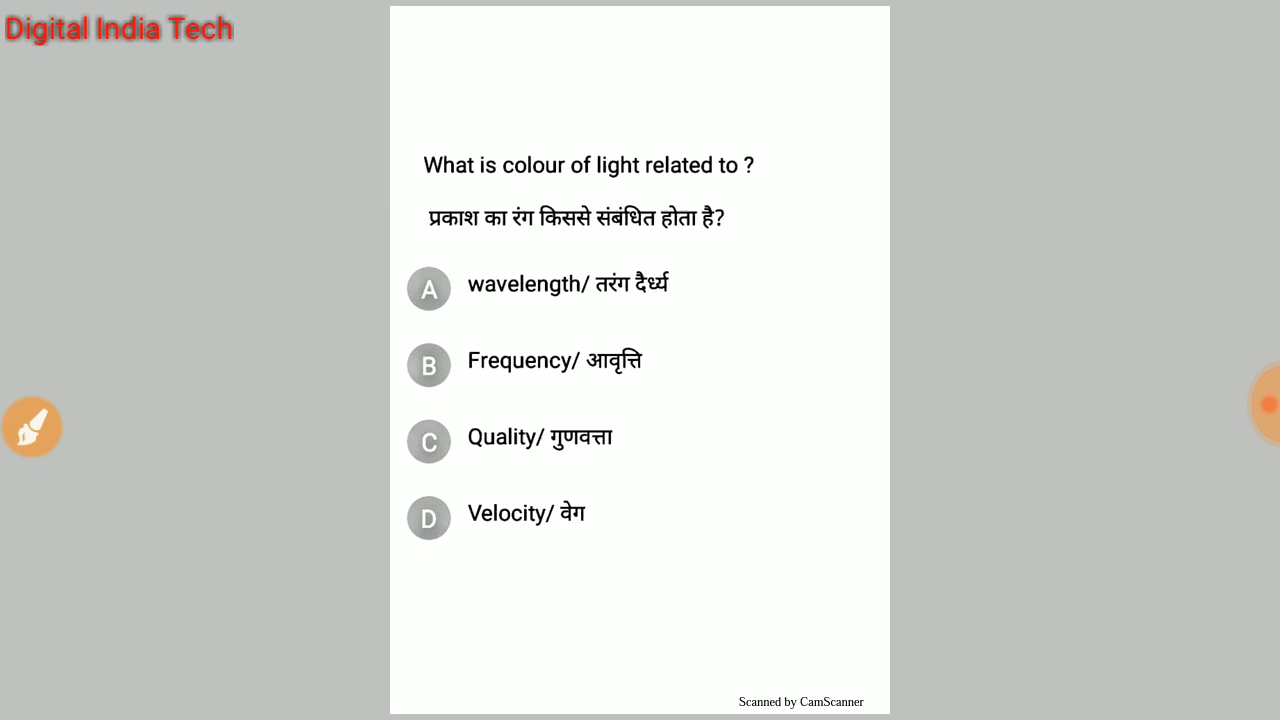 Digital India Tech
What is colour of light related to ?
प्रकाश का रंग किससे संबंधित होता है?
A wavelength/ तरंग दैर्ध्य
B Frequency/ आवृत्ति
C Quality/ गुणवत्ता
D Velocity/ वेग
Scanned by CamScanner